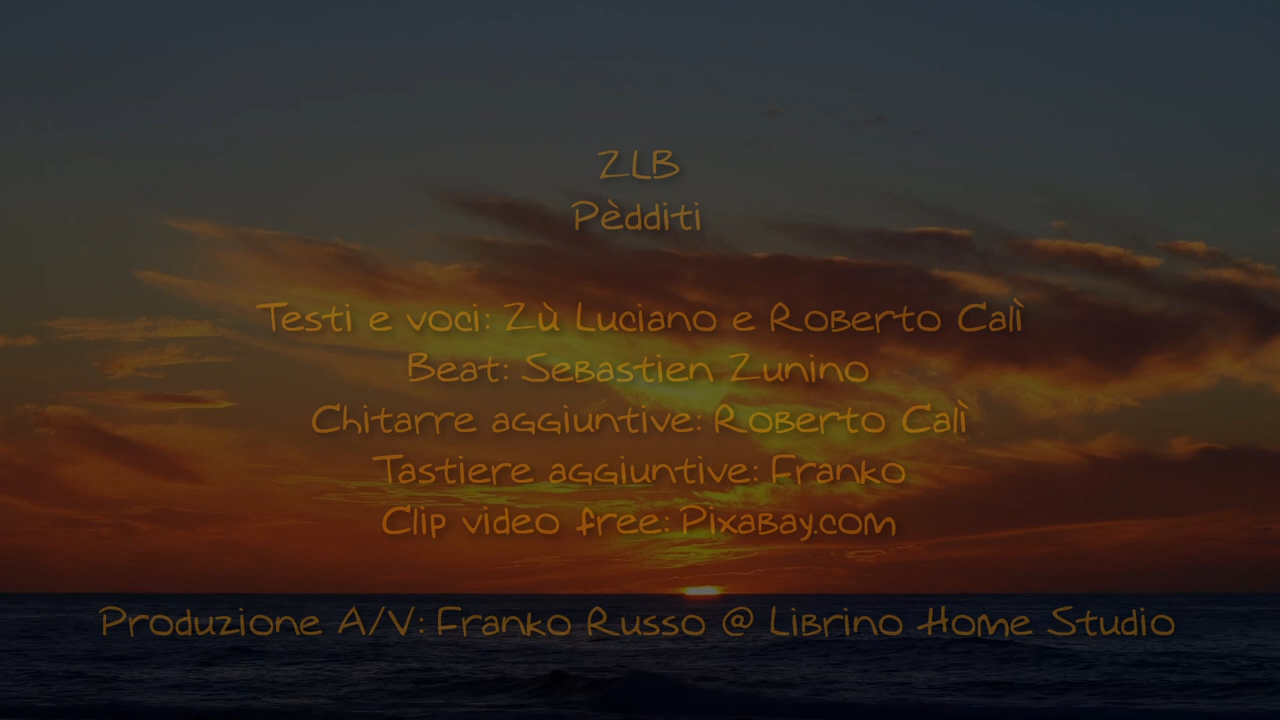 ZLB
Pèdditi
Testi e voci: Zù Luciano e Roberto Calì
Beat: Sebastien Zunino
Chitarre aggiuntive: Roberto Calì
Tastiere aggiuntive: Franko
Clip video free: Pixabay.com
Produzione A/V: Franko Russo @ Librino Home Studio